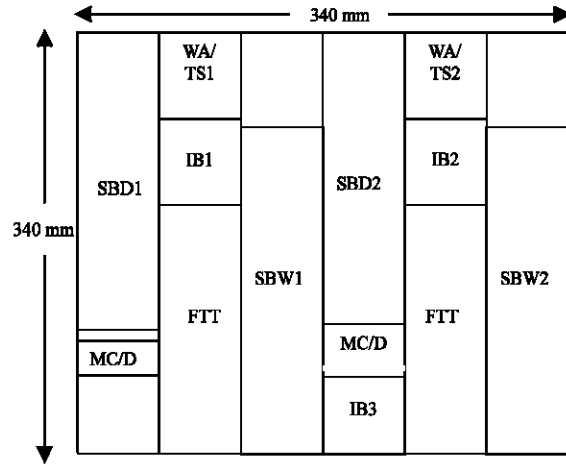 340 mm
WA/
TS1
WA/
TS2
IB1
IB2
SBD1
SBD2
340 mm
SBW1
SBW2
FTT
FTT
MC/D
MC/D
IB3